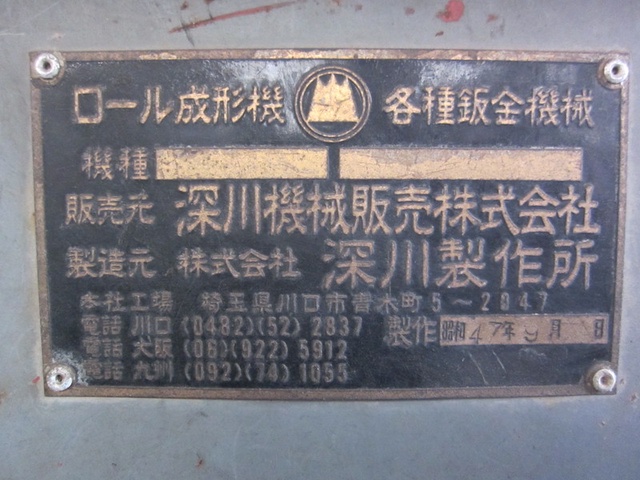 ロール成形機 各種鈑金機械
機種
販売元 深川機械販売株式会社
製造元 株式会社 深川製作所
本社工場 埼玉県川口市青木町5〜2847
電話 川口 (0482)(52)2837 製作 昭和47年9月 日
電話 大阪 (06)(922)5912
電話 九州 (092)(74)1055